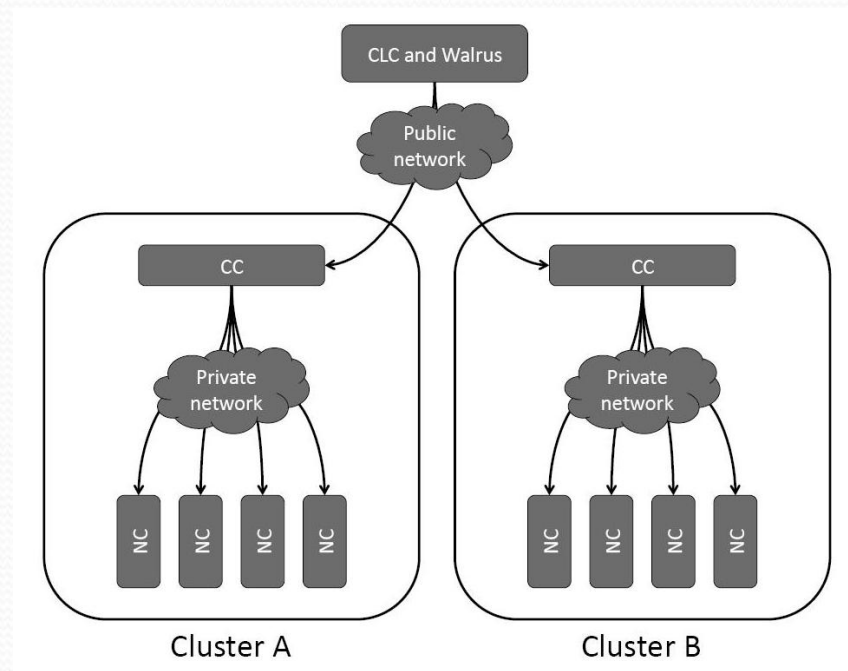 CLC and Walrus
Public
network
CC
CC
Private
network
Private
network
NC
NC
NC
NC
NC
NC
NC
NC
Cluster A
Cluster B